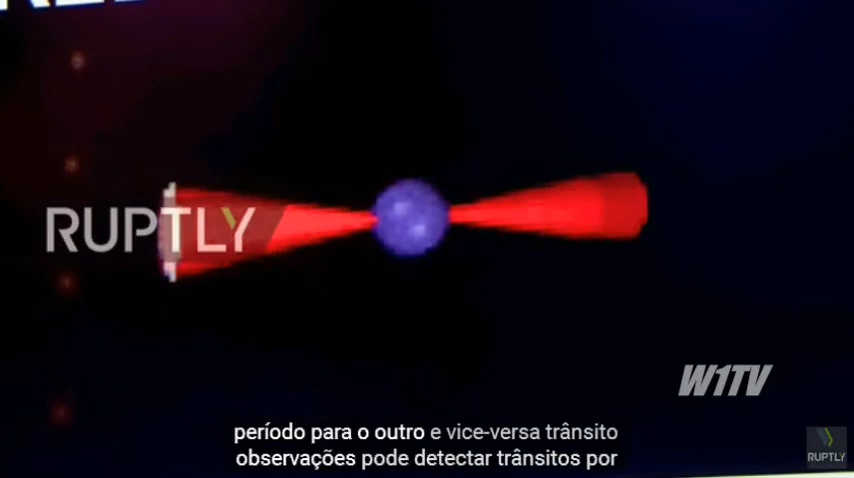 RUPTLY
W1TV
período para o outro e vice-versa trânsito
observações pode detectar trânsitos por
RUPTLY